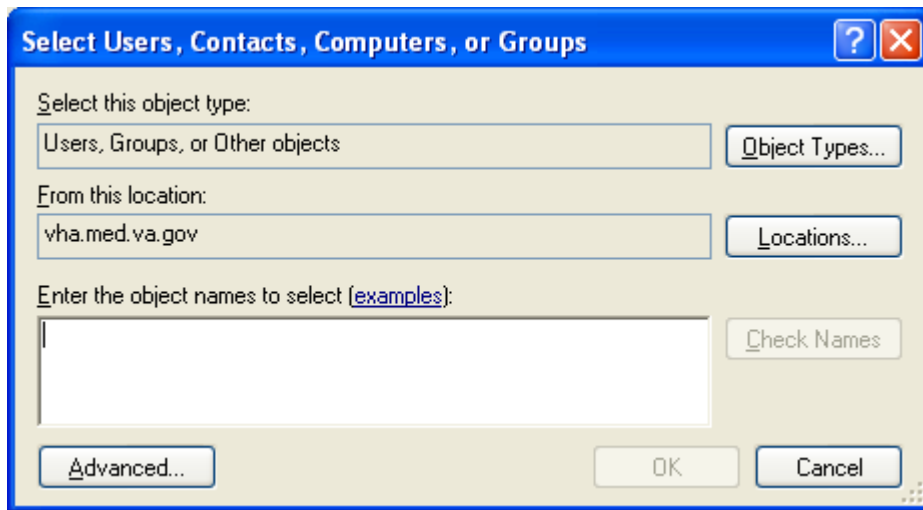 Select Users, Contacts, Computers, or Groups
Select this object type:
Users, Groups, or Other objects
Object Types...
From this location:
vha.med.va.gov
Locations...
Enter the object names to select (examples):
Check Names
Advanced...
OK
Cancel